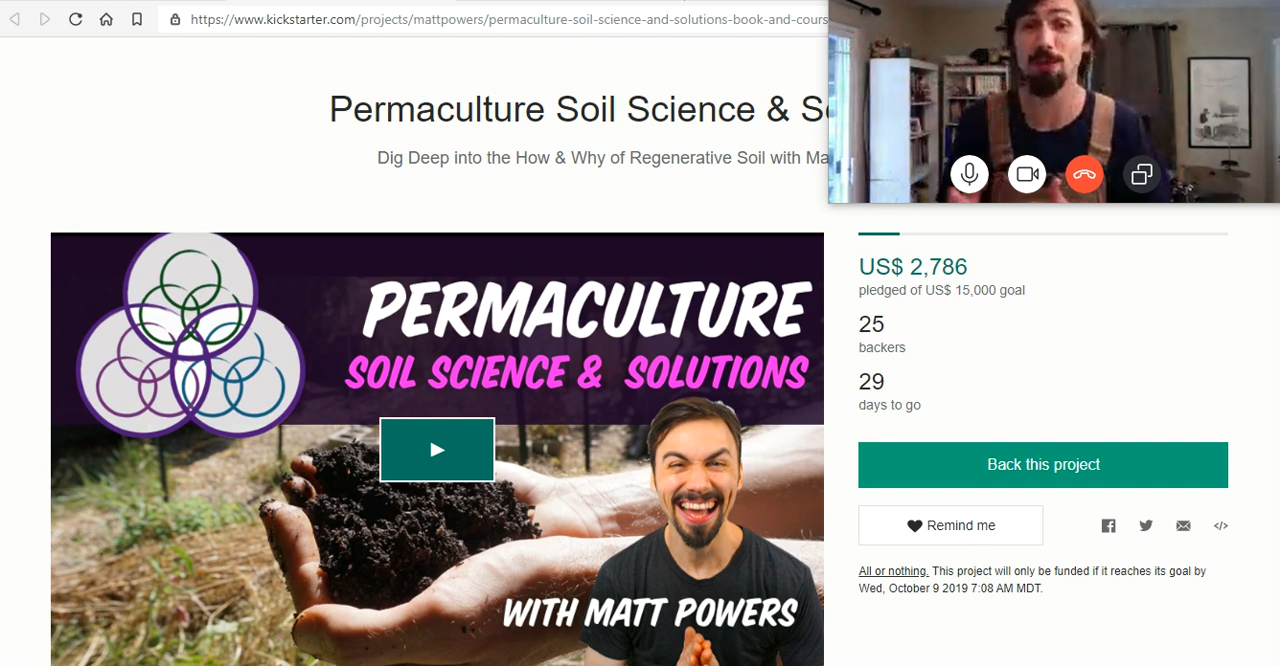 https://www.kickstarter.com/projects/mattpowers/permaculture-soil-science-and-solutions-book-and-cours
Permaculture Soil Science & So
Dig Deep into the How & Why of Regenerative Soil with Ma
PERMACULTURE
SOIL SCIENCE & SOLUTIONS
WITH MATT POWERS
US$ 2,786
pledged of US$ 15,000 goal
25
backers
29
days to go
Back this project
Remind me
All or nothing. This project will only be funded if it reaches its goal by
Wed, October 9 2019 7:08 AM MDT.